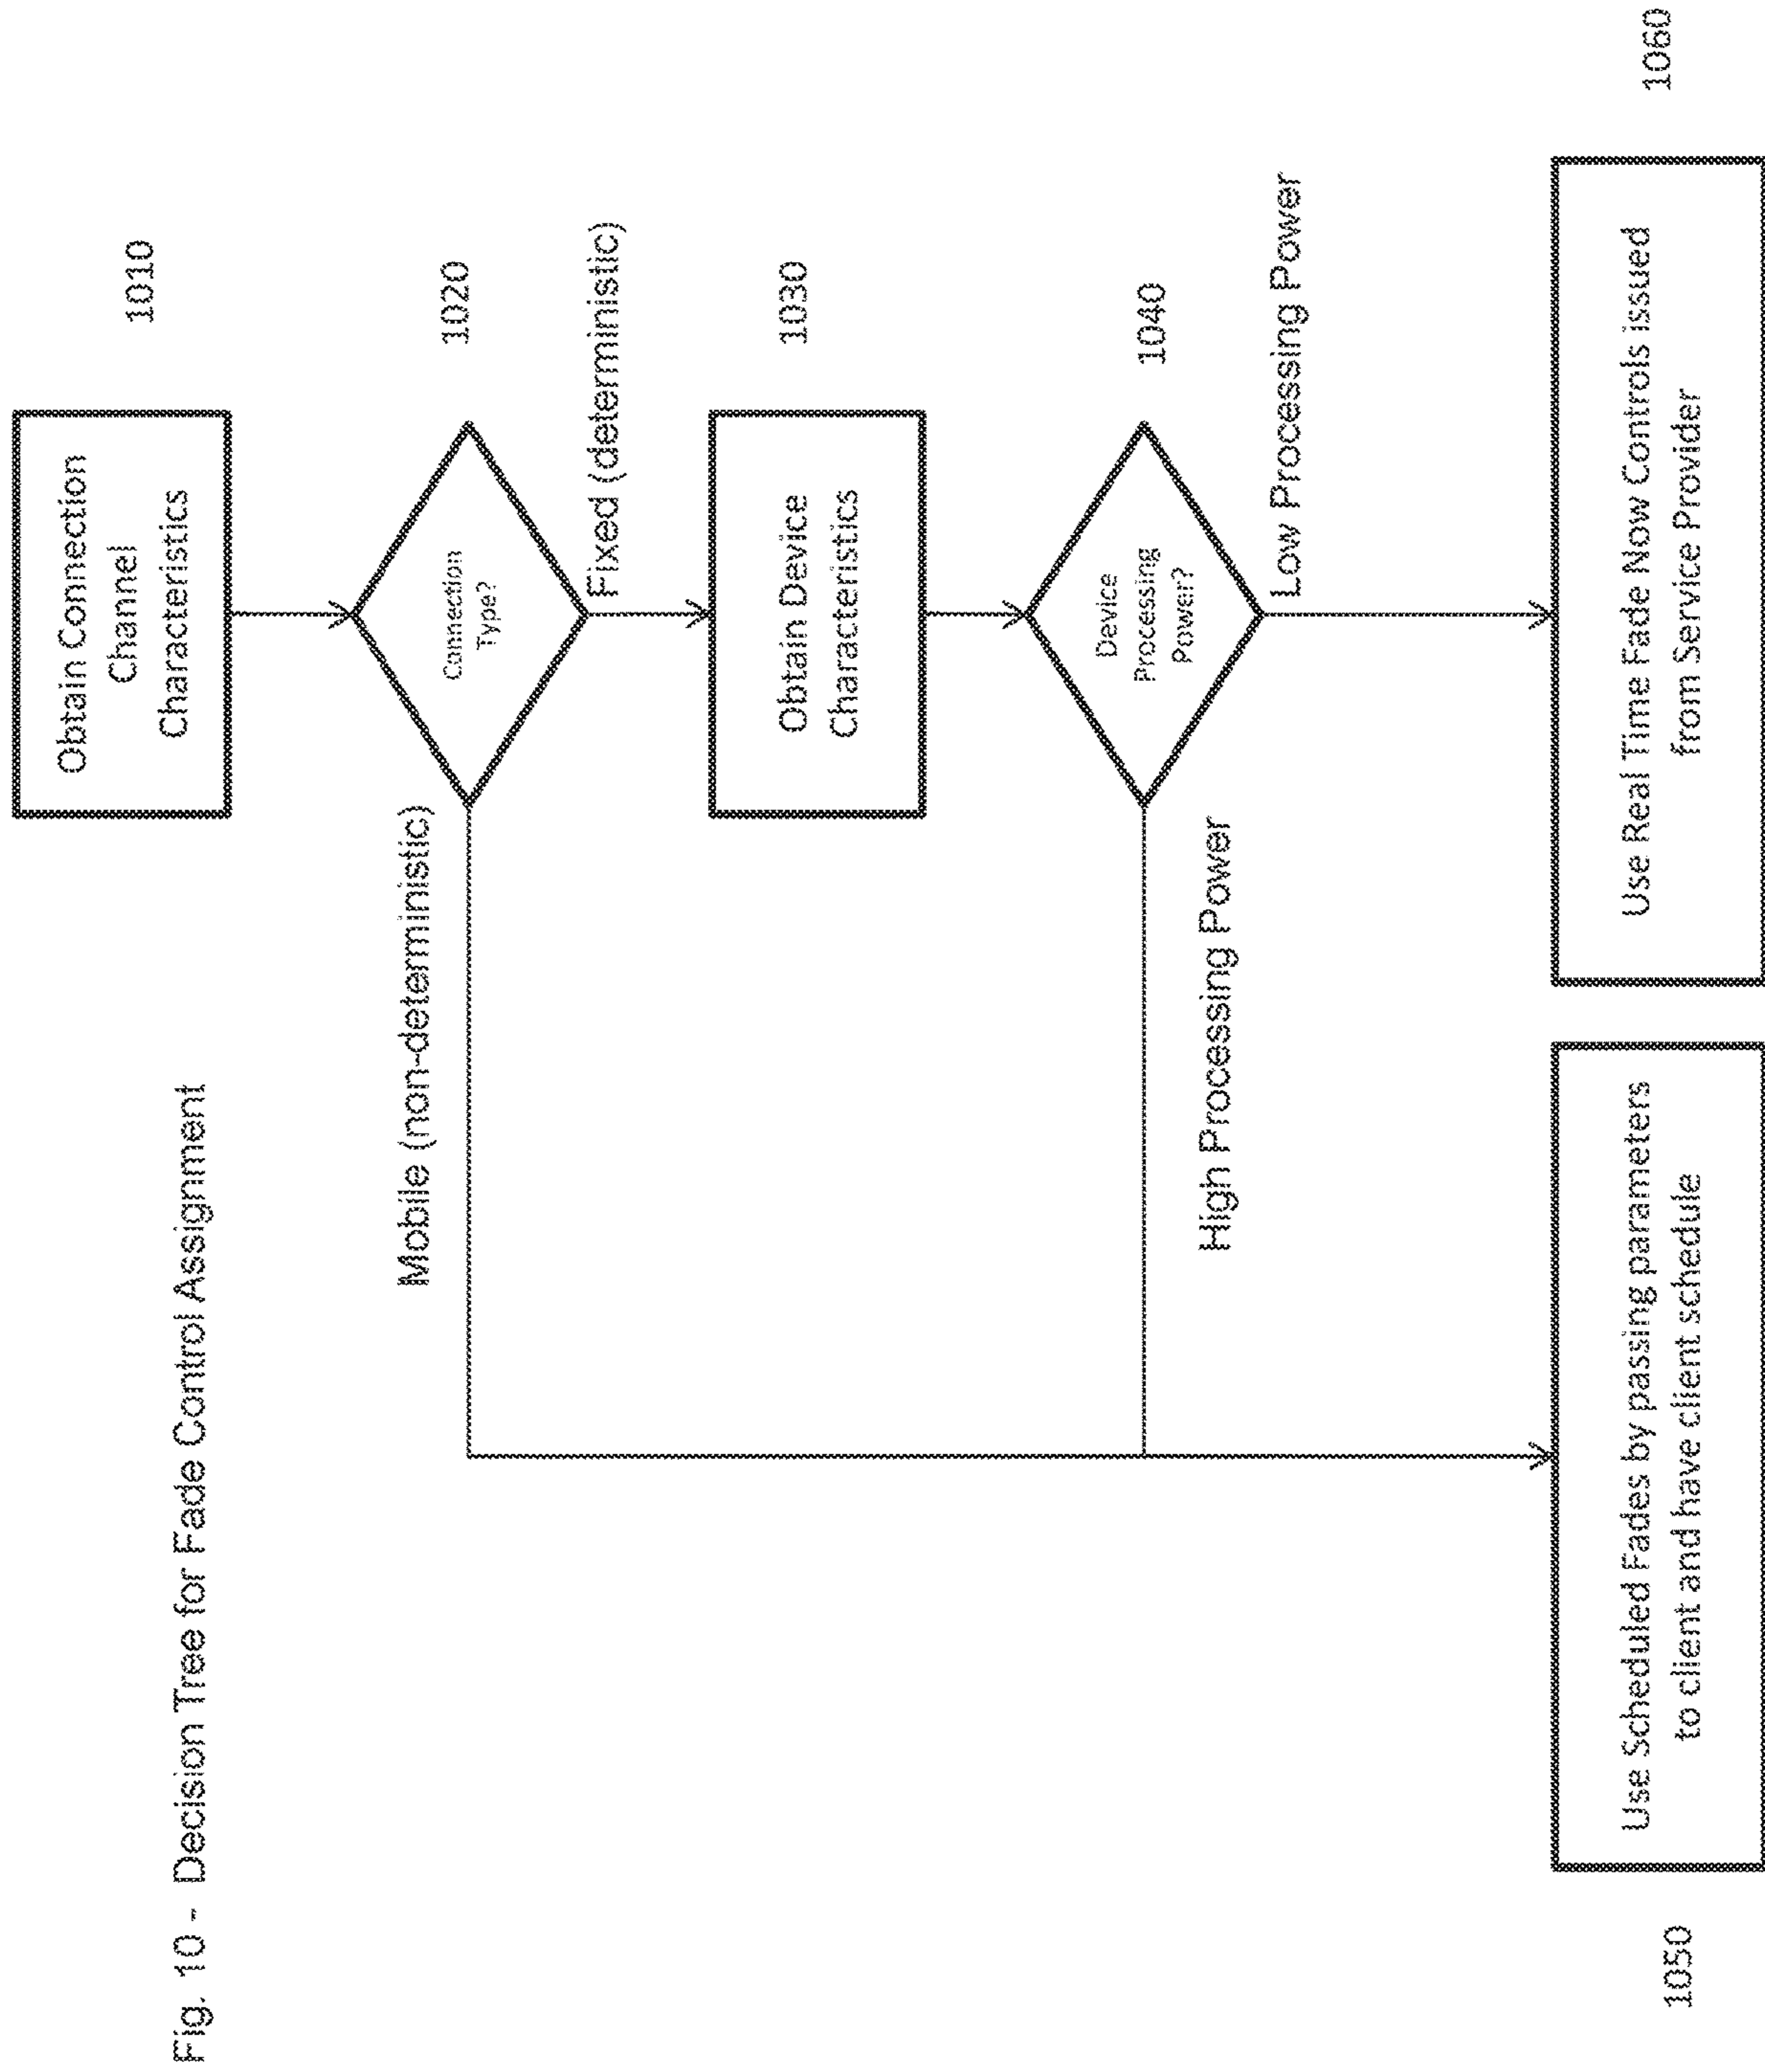 Fig. 10 - Decision Tree for Fade Control Assignment
Obtain Connection
Channel
Characteristics
1010
Connection
Type?
1020
Mobile (non-deterministic)
Fixed (deterministic)
Obtain Device
Characteristics
1030
Device
Processing
Power?
1040
High Processing Power
Low Processing Power
1050
Use Scheduled Fades by passing parameters
to client and have client schedule
Use Real Time Fade Now Controls issued
from Service Provider
1060